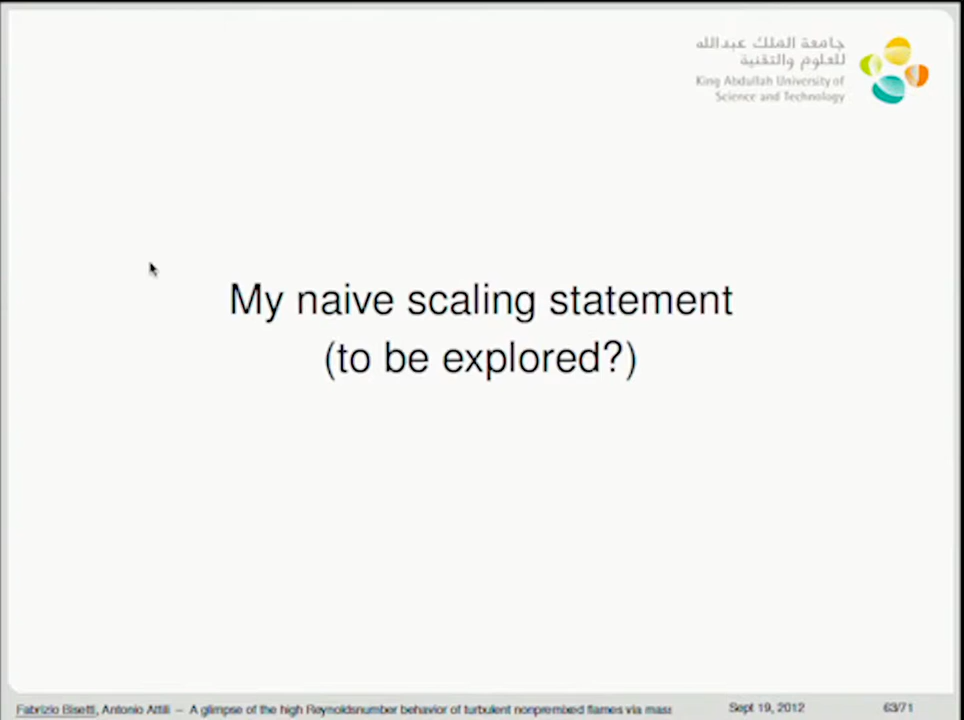 جامعة الملك عبدالله
للعلوم والتقنية
King Abdullah University of
Science and Technology
My naive scaling statement
(to be explored?)
Fabrizio Bisetti, Antonio Attili – A glimpse of the high Reynoldsnumber behavior of turbulent nonpremixed flames via mass
Sept 19, 2012
63/71